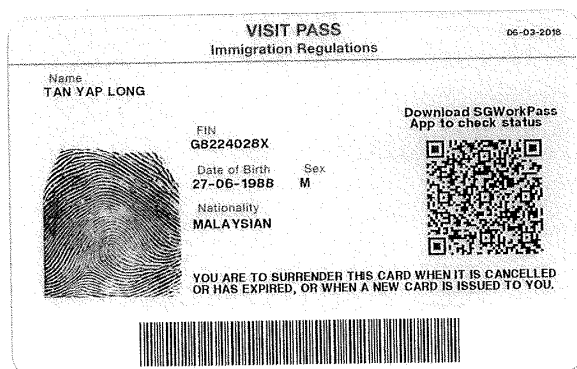 VISIT PASS
Immigration Regulations
06-03-2018
Name
TAN YAP LONG
Download SGWorkPass
App to check status
FIN
G8224028X
Date of Birth Sex
27-06-1988 M
Nationality
MALAYSIAN
YOU ARE TO SURRENDER THIS CARD WHEN IT IS CANCELLED
OR HAS EXPIRED, OR WHEN A NEW CARD IS ISSUED TO YOU.